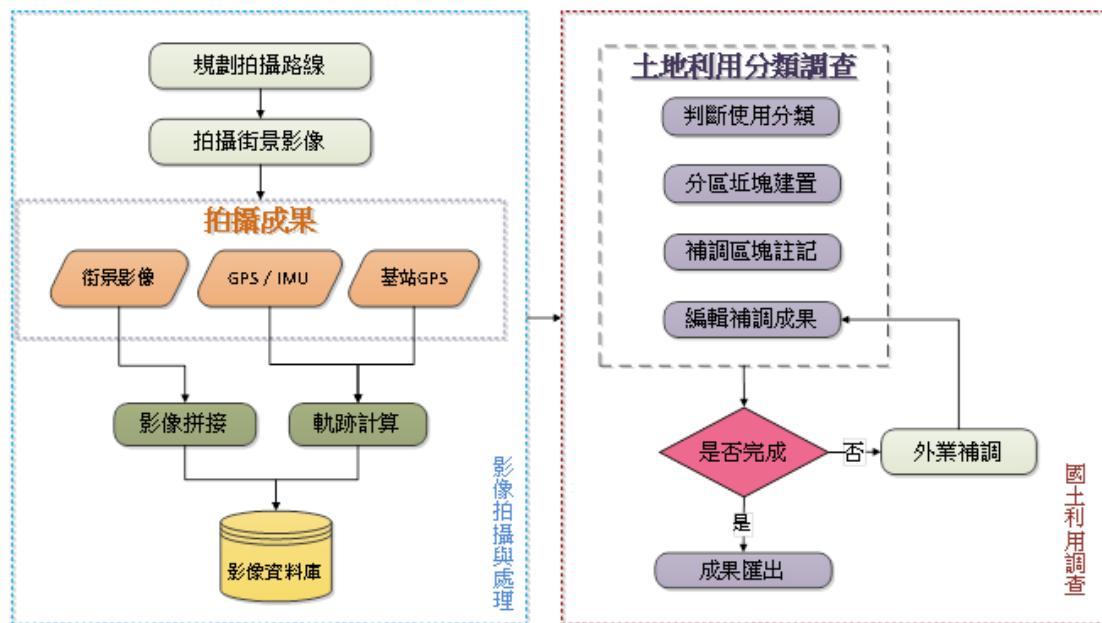 規劃拍攝路線
拍攝街景影像
拍攝成果
街景影像
GPS / IMU
基站GPS
影像拼接
軌跡計算
影像資料庫
影像拍攝與處理
土地利用分類調查
判斷使用分類
分區坵塊建置
補調區塊註記
編輯補調成果
是否完成
否
外業補調
是
成果匯出
國土利用調查